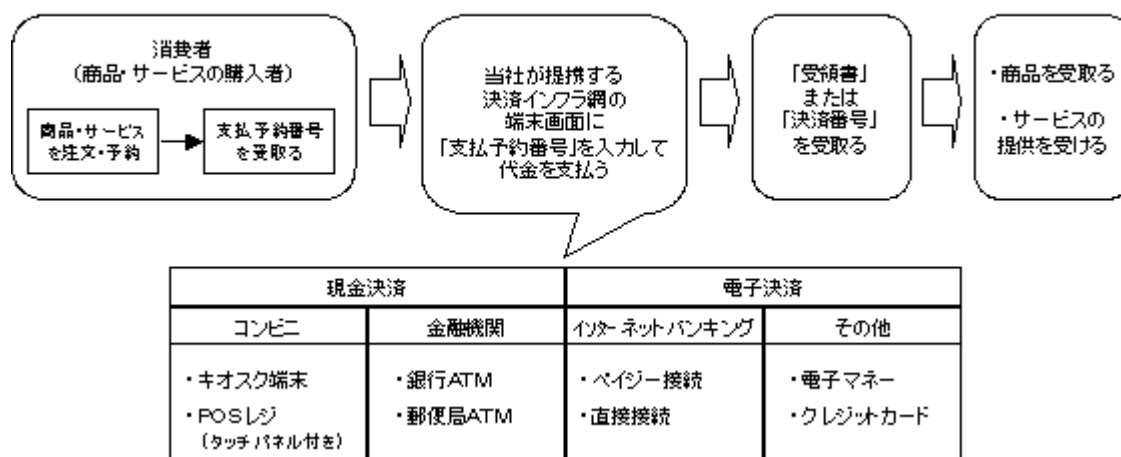 消費者
(商品・サービスの購入者)
商品・サービス
を注文・予約
支払予約番号
を受取る
当社が提携する
決済インフラ網の
端末画面に
「支払予約番号」を入力して
代金を支払う
「受領書」
または
「決済番号」
を受取る
・商品を受取る
・サービスの
提供を受ける
現金決済
電子決済
コンビニ
金融機関
インターネットバンキング
その他
・キオスク端末
・POSレジ
(タッチパネル付き)
・銀行ATM
・郵便局ATM
・ペイジー接続
・直接接続
・電子マネー
・クレジットカード